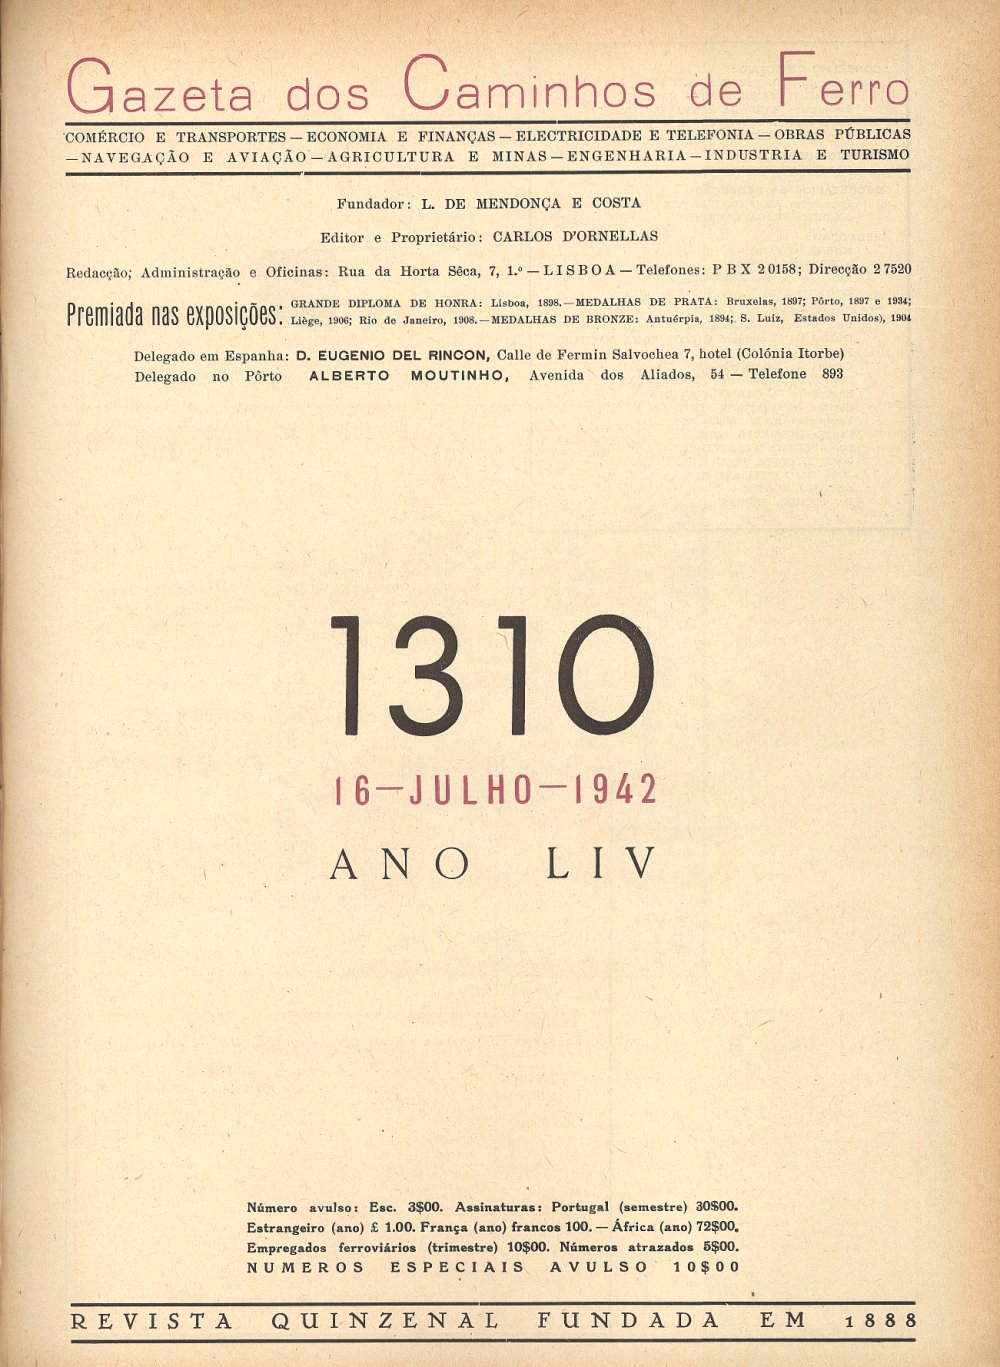 Gazeta dos Caminhos de Ferro
COMÉRCIO E TRANSPORTES — ECONOMIA E FINANÇAS — ELECTRICIDADE E TELEFONIA — OBRAS PÚBLICAS
— NAVEGAÇÃO E AVIAÇÃO — AGRICULTURA E MINAS — ENGENHARIA — INDUSTRIA E TURISMO
Fundador: L. DE MENDONÇA E COSTA
Editor e Proprietário: CARLOS D'ORNELLAS
Redacção; Administração e Oficinas: Rua da Horta Sêca, 7, 1.º — LISBOA — Telefones: PBX 20158; Direcção 27520
Premiada nas exposições:
GRANDE DIPLOMA DE HONRA: Lisboa, 1898. — MEDALHAS DE PRATA: Bruxelas, 1897; Pôrto, 1897 e 1934;
Liège, 1906; Rio de Janeiro, 1908. — MEDALHAS DE BRONZE: Antuérpia, 1894; S. Luiz, Estados Unidos), 1904
Delegado em Espanha: D. EUGENIO DEL RINCON, Calle de Fermin Salvochea 7, hotel (Colónia Itorbe)
Delegado no Pôrto ALBERTO MOUTINHO, Avenida dos Aliados, 54 — Telefone 893
1310
16—JULHO—1942
ANO LIV
Número avulso: Esc. 3$00. Assinaturas: Portugal (semestre) 30$00.
Estrangeiro (ano) £ 1.00. França (ano) francos 100. — África (ano) 72$00.
Empregados ferroviários (trimestre) 10$00. Números atrazados 5$00.
NUMEROS ESPECIAIS AVULSO 10$00
REVISTA QUINZENAL FUNDADA EM 1888